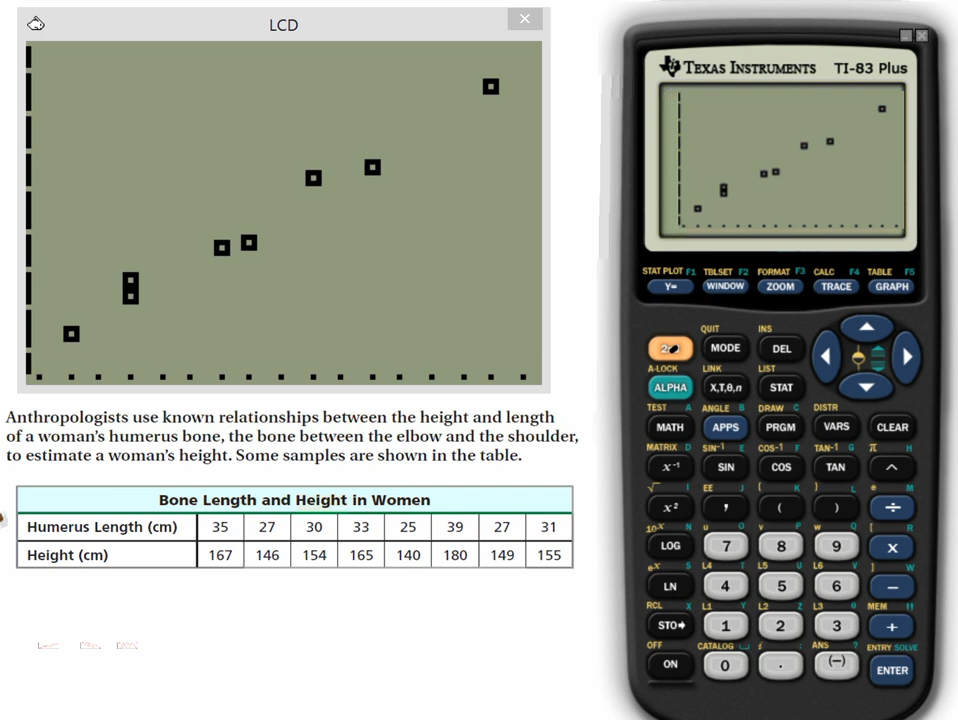 LCD
TEXAS INSTRUMENTS TI-83 Plus
STAT PLOT F1 TBLSET F2 FORMAT F3 CALC F4 TABLE F5
Y= WINDOW ZOOM TRACE GRAPH
QUIT INS
MODE DEL
A-LOCK LINK LIST
ALPHA X,T,θ,n STAT
TEST A ANGLE B DRAW C DISTR
MATH APPS PRGM VARS CLEAR
MATRIX D SIN⁻¹ E COS⁻¹ F TAN⁻¹ G π H
x⁻¹ SIN COS TAN ^
√ I EE J { K } L e M
x² , ( ) ÷
10ˣ N u O v P w Q [ R
LOG 7 8 9 x
eˣ S L4 T L5 U L6 V ] W
LN 4 5 6 −
RCL X L1 Y L2 Z L3 θ MEM "
STO➔ 1 2 3 +
OFF CATALOG i : ANS ? ENTRY SOLVE
ON 0 . (−) ENTER
Anthropologists use known relationships between the height and length
of a woman's humerus bone, the bone between the elbow and the shoulder,
to estimate a woman's height. Some samples are shown in the table.
Bone Length and Height in Women
Humerus Length (cm) 35 27 30 33 25 39 27 31
Height (cm) 167 146 154 165 140 180 149 155